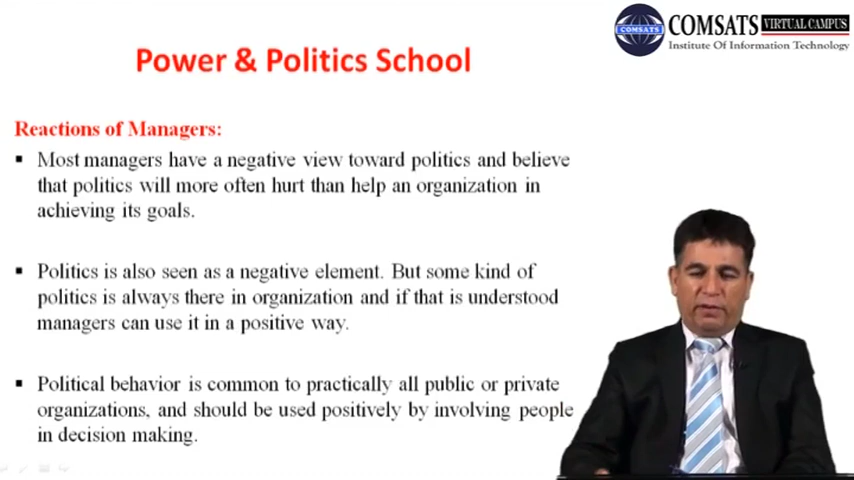 COMSATS VIRTUAL CAMPUS
COMSATS
Institute Of Information Technology
Power & Politics School
Reactions of Managers:
▪ Most managers have a negative view toward politics and believe
that politics will more often hurt than help an organization in
achieving its goals.
▪ Politics is also seen as a negative element. But some kind of
politics is always there in organization and if that is understood
managers can use it in a positive way.
▪ Political behavior is common to practically all public or private
organizations, and should be used positively by involving people
in decision making.